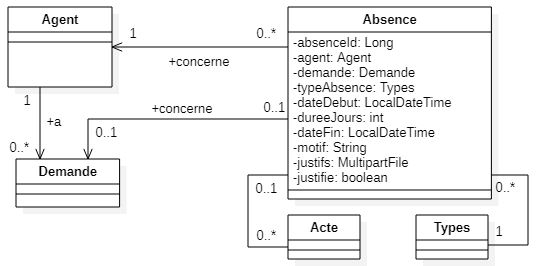 Agent
Absence
1
0..*
+concerne
-absenceId: Long
-agent: Agent
-demande: Demande
-typeAbsence: Types
-dateDebut: LocalDateTime
-dureeJours: int
-dateFin: LocalDateTime
-motif: String
-justifs: MultipartFile
-justifie: boolean
1
+a
0..*
+concerne
0..1
0..1
Demande
0..1
0..*
0..*
1
Acte
Types